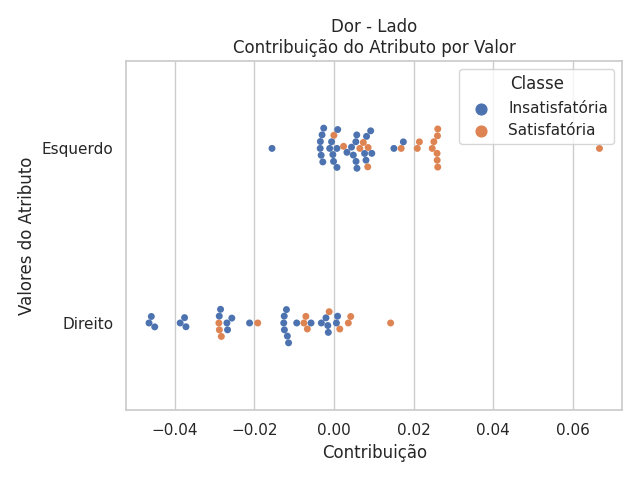 Dor - Lado
Contribuição do Atributo por Valor
Classe
Insatisfatória
Satisfatória
Valores do Atributo
Esquerdo
Direito
−0.04 −0.02 0.00 0.02 0.04 0.06
Contribuição